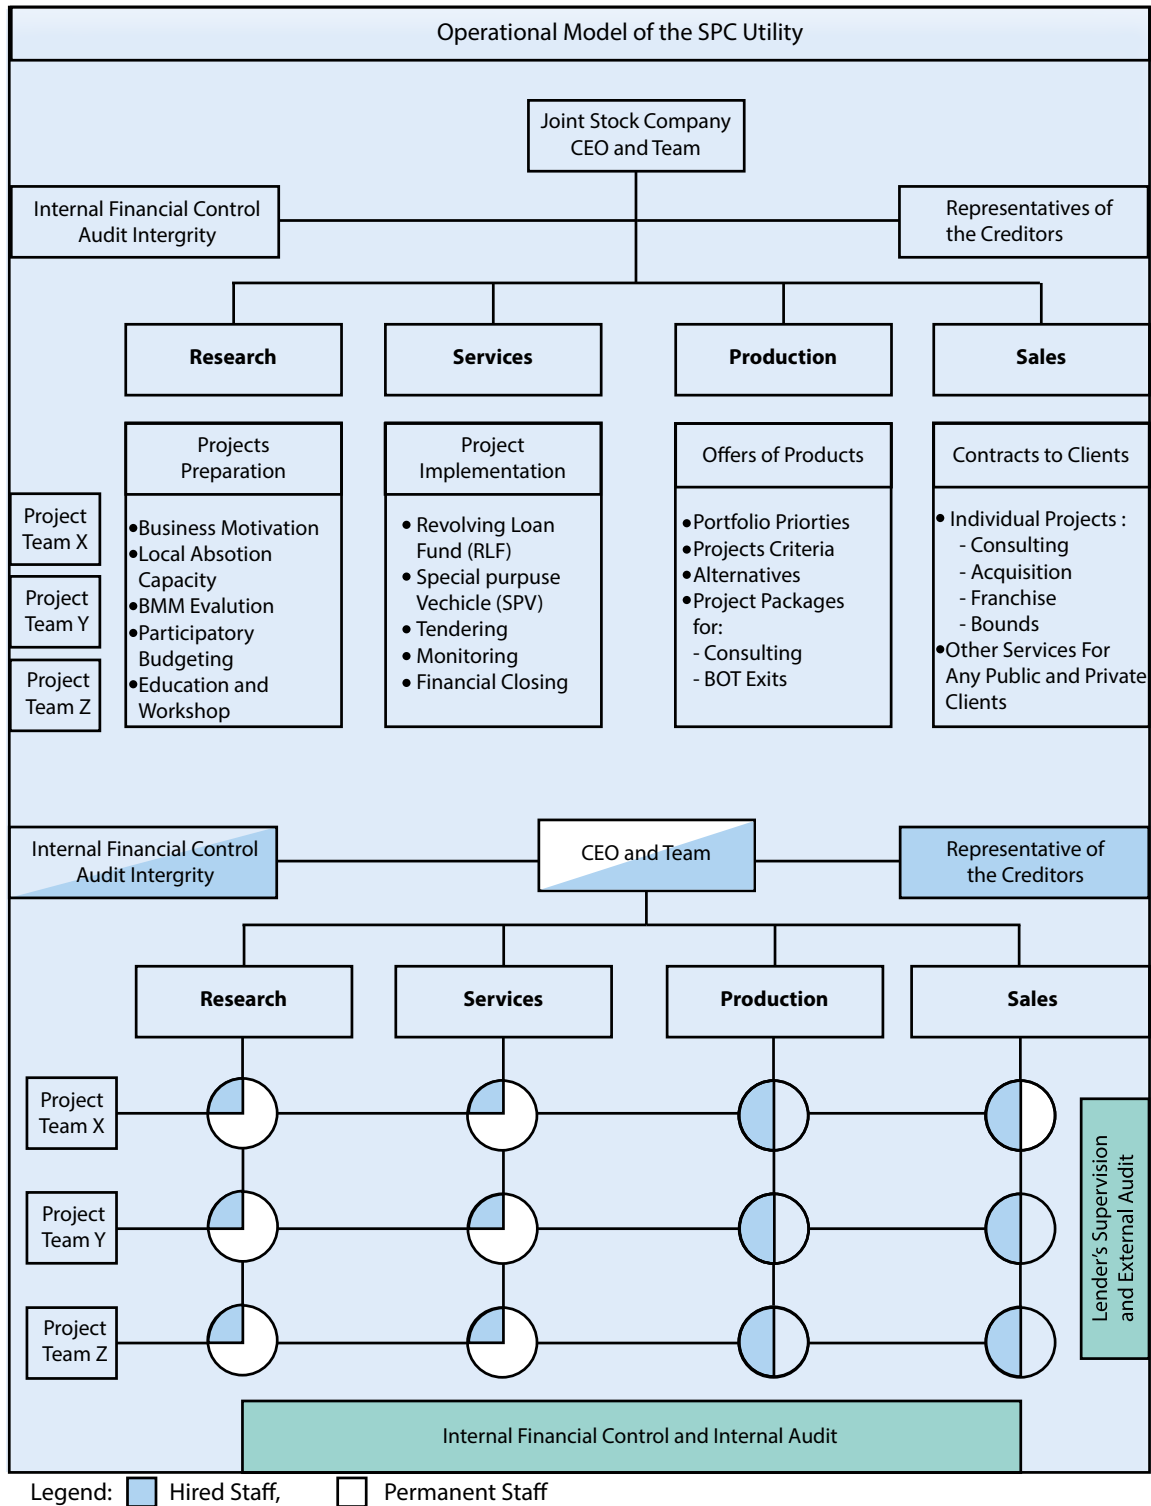 Operational Model of the SPC Utility
Joint Stock Company
CEO and Team
Internal Financial Control
Audit Intergrity
Representatives of
the Creditors
Research
Services
Production
Sales
Projects
Preparation
Project
Implementation
Offers of Products
Contracts to Clients
Project
Team X
Project
Team Y
Project
Team Z
•Business Motivation
•Local Absotion
Capacity
•BMM Evalution
•Participatory
Budgeting
•Education and
Workshop
• Revolving Loan
Fund (RLF)
• Special purpuse
Vechicle (SPV)
• Tendering
• Monitoring
• Financial Closing
•Portfolio Priorties
•Projects Criteria
•Alternatives
•Project Packages
for:
- Consulting
- BOT Exits
• Individual Projects :
- Consulting
- Acquisition
- Franchise
- Bounds
•Other Services For
Any Public and Private
Clients
Internal Financial Control
Audit Intergrity
CEO and Team
Representative of
the Creditors
Research
Services
Production
Sales
Project
Team X
Project
Team Y
Project
Team Z
Lender's Supervision
and External Audit
Internal Financial Control and Internal Audit
Legend: Hired Staff, Permanent Staff